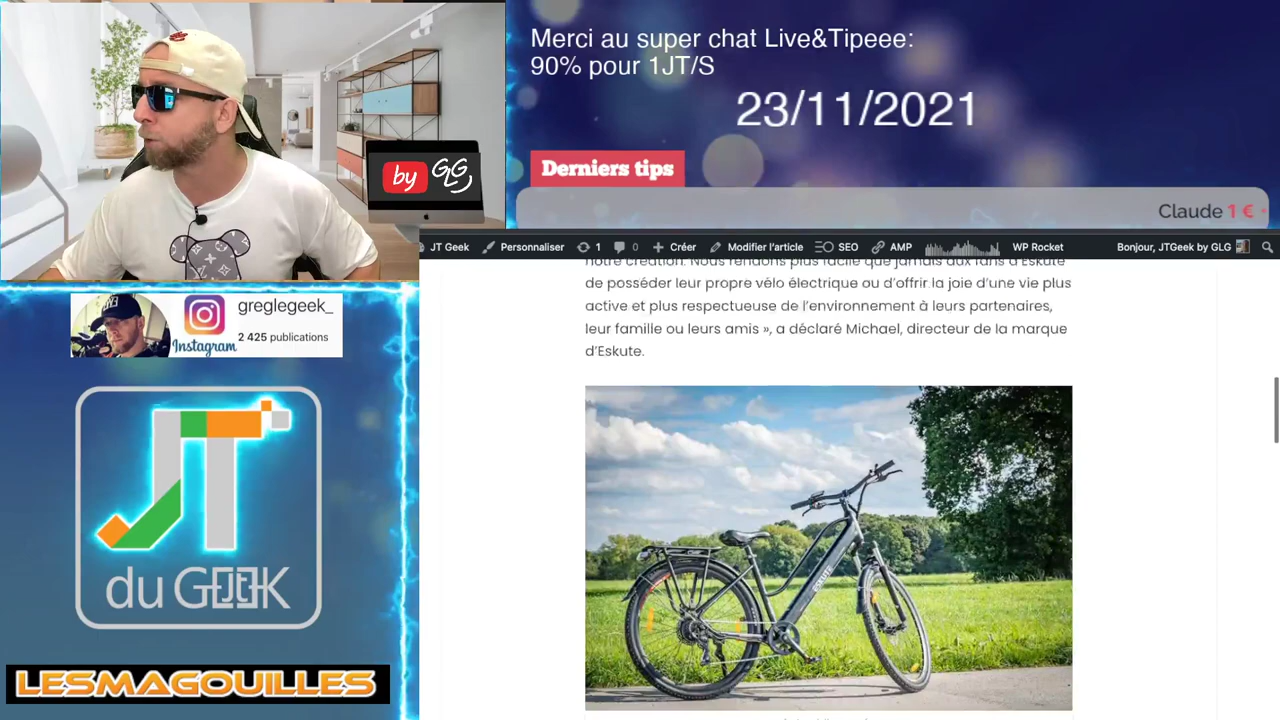 Merci au super chat Live&Tipeee:
90% pour 1JT/S
23/11/2021
Derniers tips
Claude 1 €
by GLG
JT Geek Personnaliser 1 0 Créer Modifier l'article SEO AMP WP Rocket Bonjour, JTGeek by GLG
notre création. Nous rendons plus facile que jamais aux fans d'Eskute
de posséder leur propre vélo électrique ou d'offrir la joie d'une vie plus
active et plus respectueuse de l'environnement à leurs partenaires,
leur famille ou leurs amis », a déclaré Michael, directeur de la marque
d'Eskute.
greglegeek_
Instagram 2 425 publications
JT
du GEEK
ESKUTE
LESMAGOUILLES